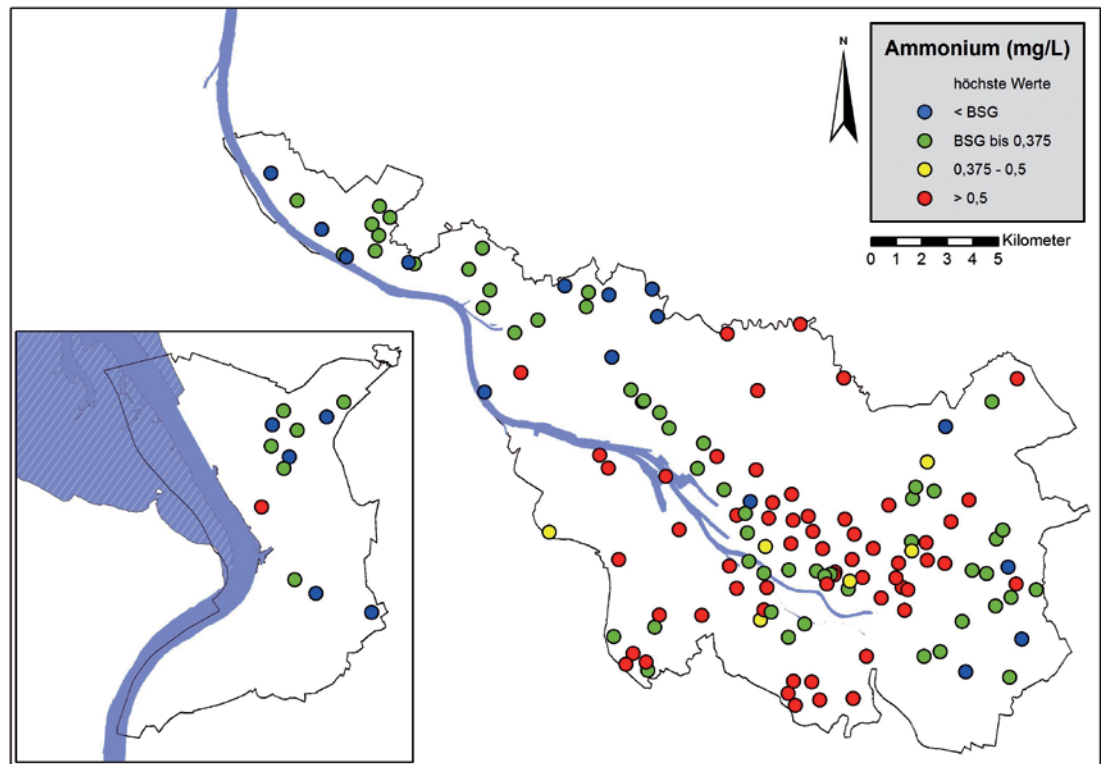 Ammonium (mg/L)
höchste Werte
< BSG
BSG bis 0,375
0,375 - 0,5
> 0,5
N
Kilometer
0 1 2 3 4 5